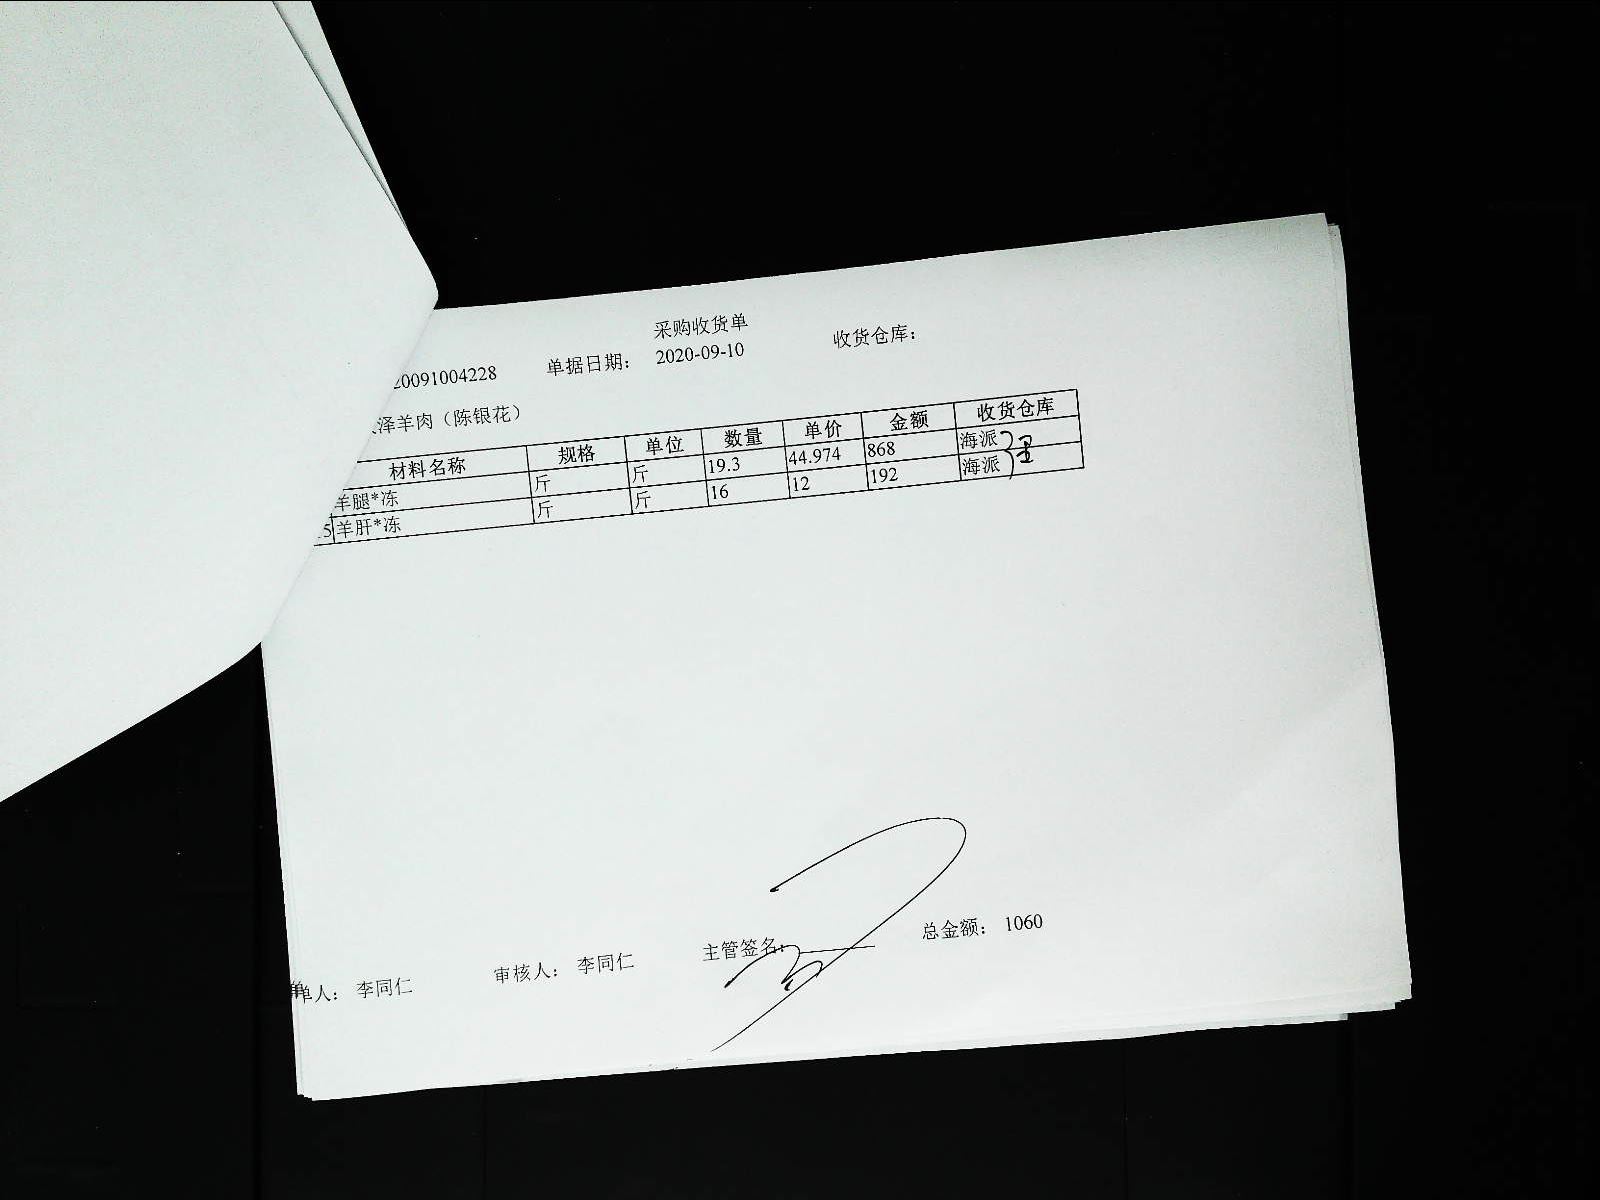 采购收货单
20091004228 单据日期： 2020-09-10 收货仓库：
泽羊肉（陈银花）
材料名称 规格 单位 数量 单价 金额 收货仓库
羊腿*冻 斤 斤 19.3 44.974 868 海派
5 羊肝*冻 斤 斤 16 12 192 海派
单人： 李同仁 审核人： 李同仁 主管签名： 总金额： 1060